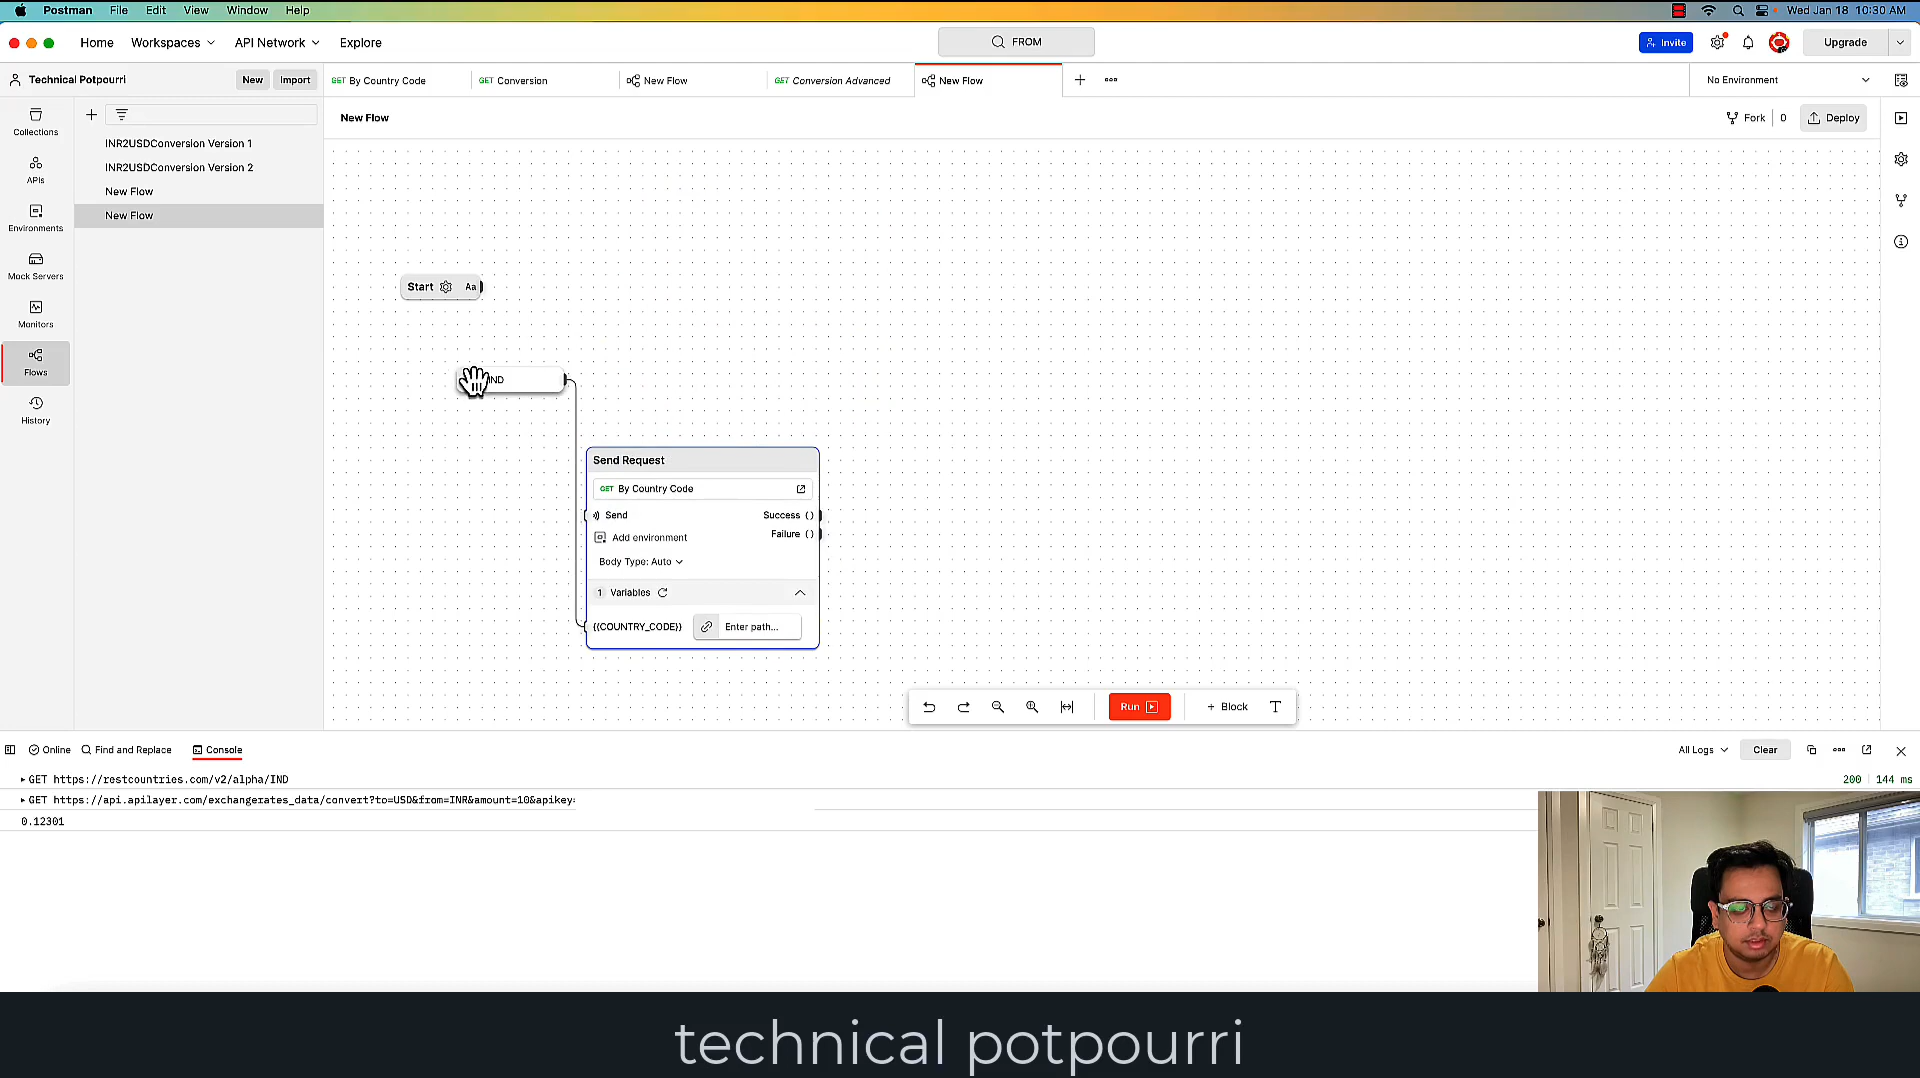 Postman File Edit View Window Help
Wed Jan 18 10:30 AM
Home Workspaces API Network Explore
FROM
Invite
Upgrade
Technical Potpourri
New Import
GET By Country Code
GET Conversion
New Flow
GET Conversion Advanced
New Flow
No Environment
New Flow
Fork 0
Deploy
Collections
APIs
Environments
Mock Servers
Monitors
Flows
History
INR2USDConversion Version 1
INR2USDConversion Version 2
New Flow
New Flow
Start Aa
IND
Send Request
GET By Country Code
Send
Success ()
Failure ()
Add environment
Body Type: Auto
1 Variables
{{COUNTRY_CODE}} Enter path...
Run
+ Block T
Online Find and Replace Console
All Logs Clear
GET https://restcountries.com/v2/alpha/IND
200 144 ms
GET https://api.apilayer.com/exchangerates_data/convert?to=USD&from=INR&amount=10&apikey=
0.12301
technical potpourri